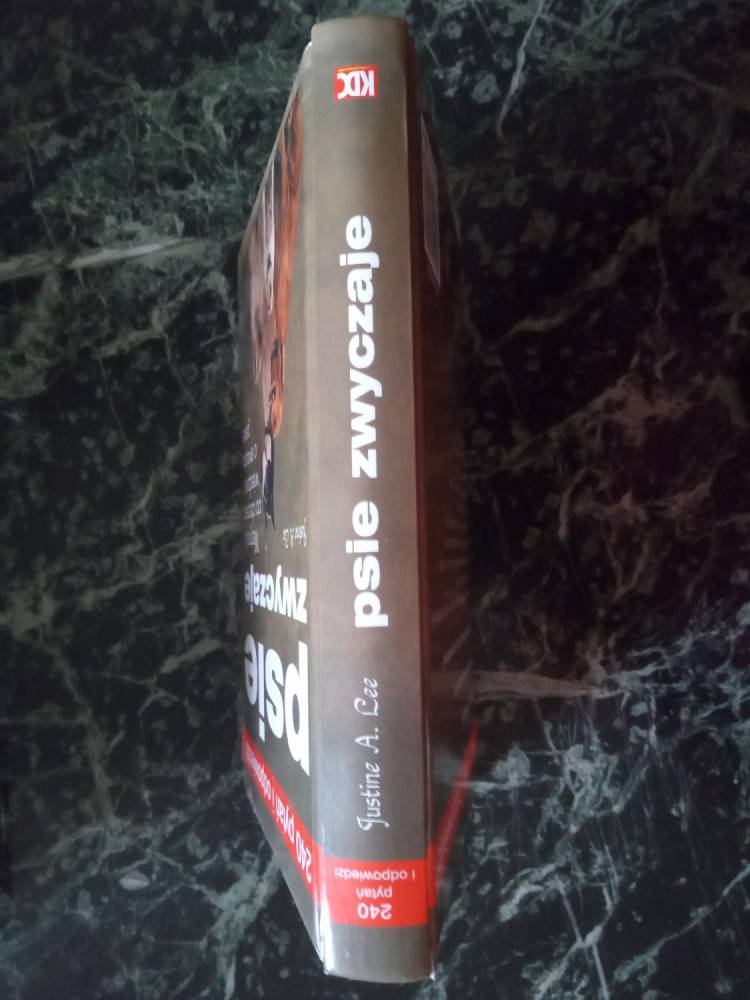 KDC
psie zwyczaje
Justine A. Lee
240
pytań
i odpowiedzi
240 pytań i odpowiedzi
psie
zwyczaje